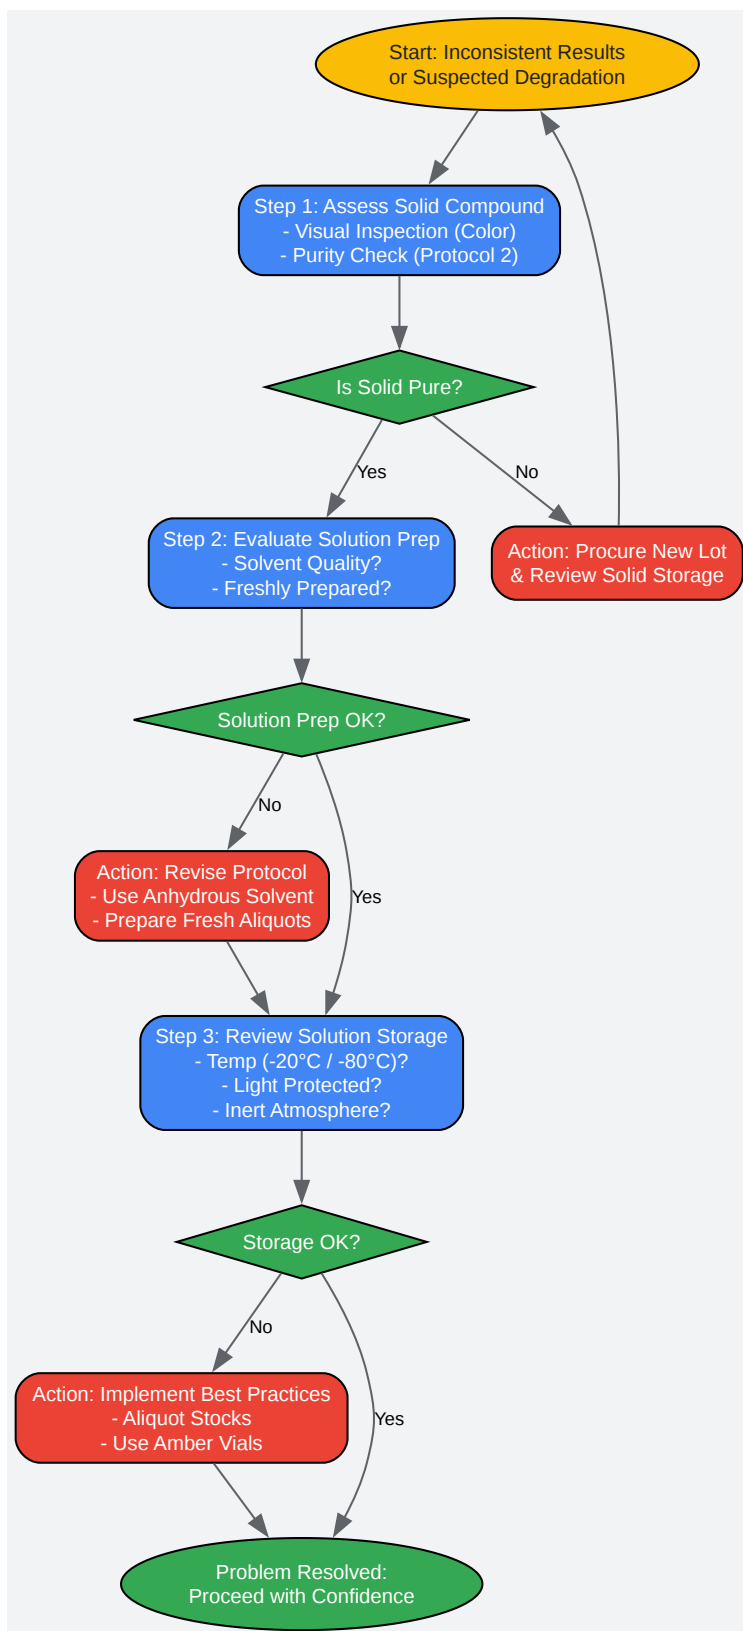 Start: Inconsistent Results
or Suspected Degradation
Step 1: Assess Solid Compound
- Visual Inspection (Color)
- Purity Check (Protocol 2)
Is Solid Pure?
Yes
No
Step 2: Evaluate Solution Prep
- Solvent Quality?
- Freshly Prepared?
Action: Procure New Lot
& Review Solid Storage
Solution Prep OK?
No
Yes
Action: Revise Protocol
- Use Anhydrous Solvent
- Prepare Fresh Aliquots
Step 3: Review Solution Storage
- Temp (-20°C / -80°C)?
- Light Protected?
- Inert Atmosphere?
Storage OK?
No
Yes
Action: Implement Best Practices
- Aliquot Stocks
- Use Amber Vials
Problem Resolved:
Proceed with Confidence